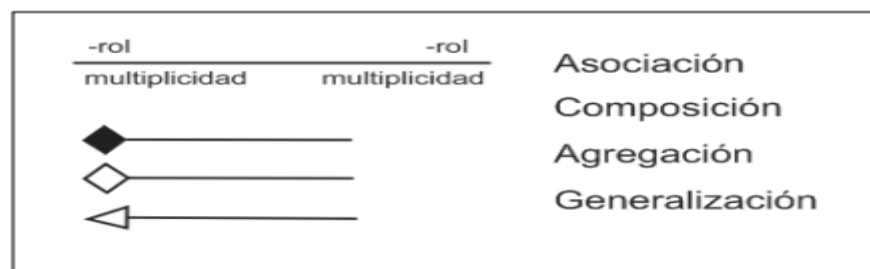 -rol -rol
multiplicidad multiplicidad
Asociación
Composición
Agregación
Generalización